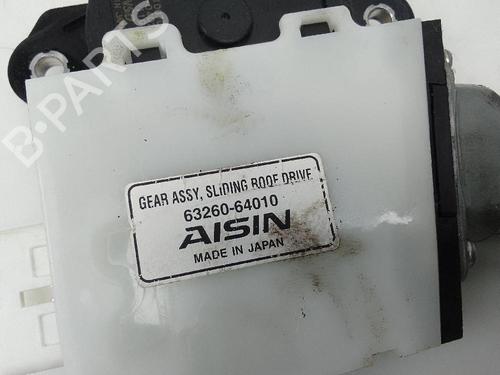 B-PARTS
GEAR ASSY, SLIDING ROOF DRIVE
63260-64010
AISIN
MADE IN JAPAN